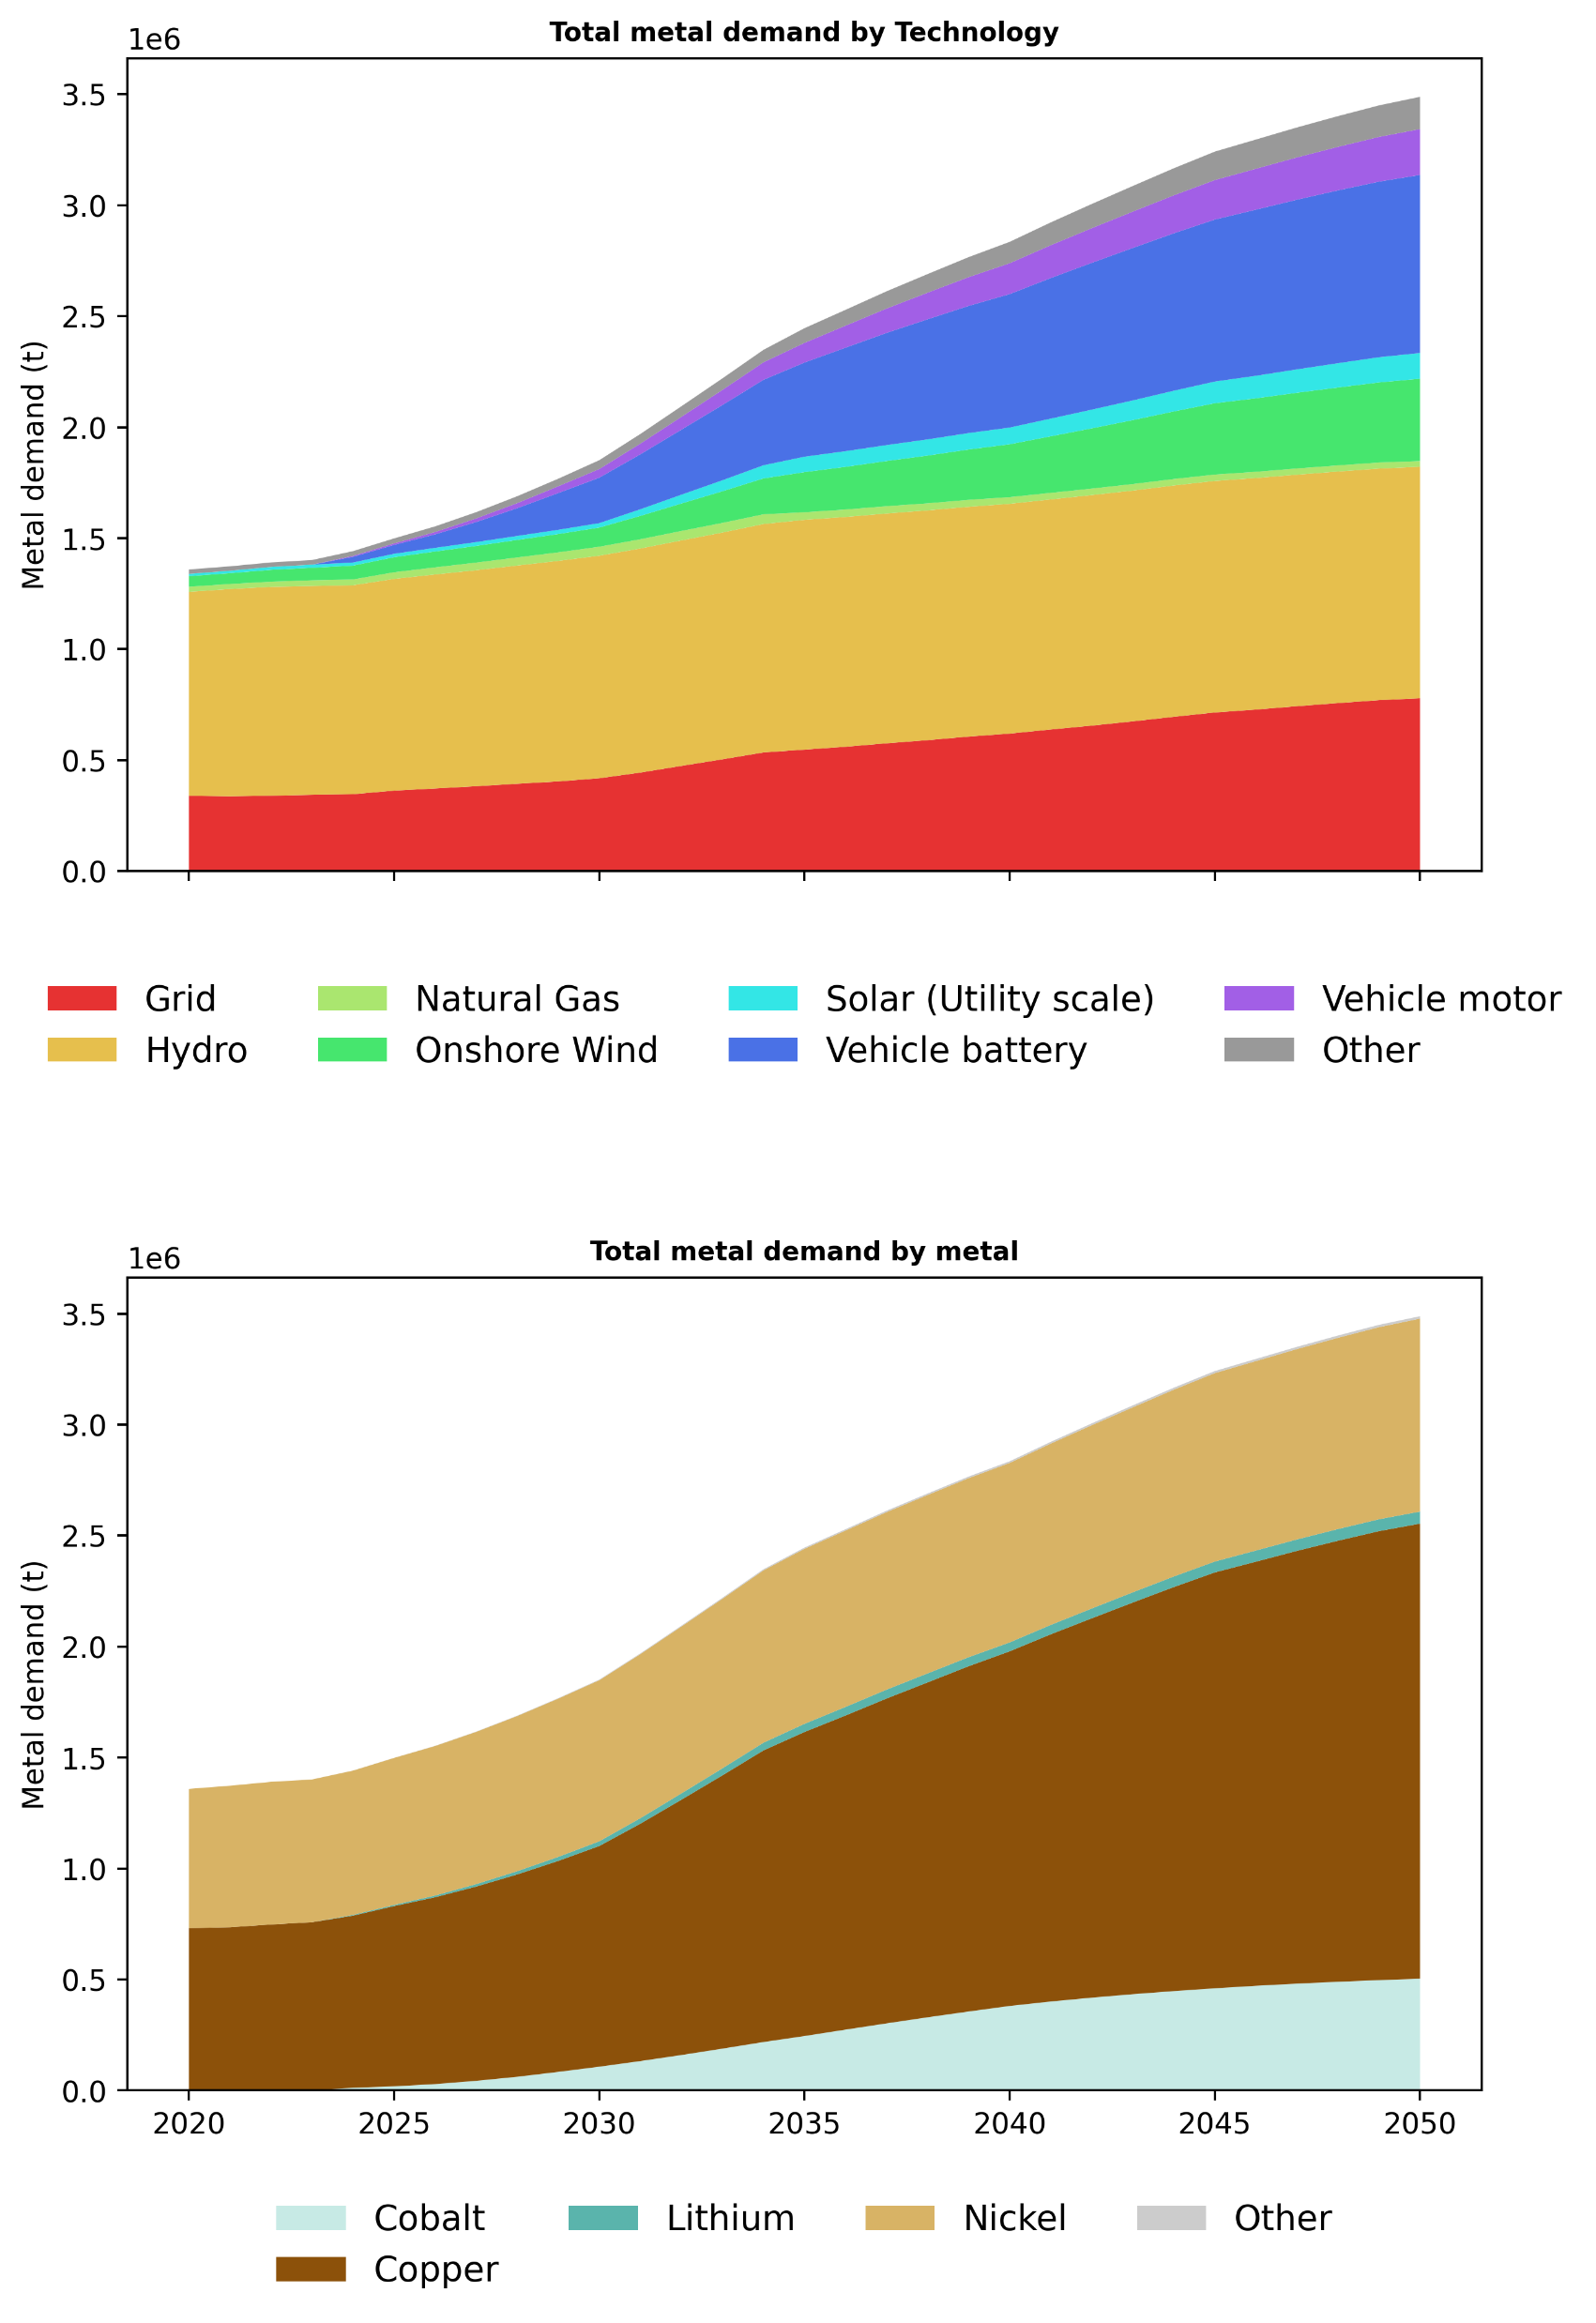 Total metal demand by Technology
1e6
3.5
3.0
2.5
2.0
1.5
1.0
0.5
0.0
Metal demand (t)
Grid Natural Gas Solar (Utility scale) Vehicle motor
Hydro Onshore Wind Vehicle battery Other
Total metal demand by metal
1e6
3.5
3.0
2.5
2.0
1.5
1.0
0.5
0.0
Metal demand (t)
2020 2025 2030 2035 2040 2045 2050
Cobalt Lithium Nickel Other
Copper